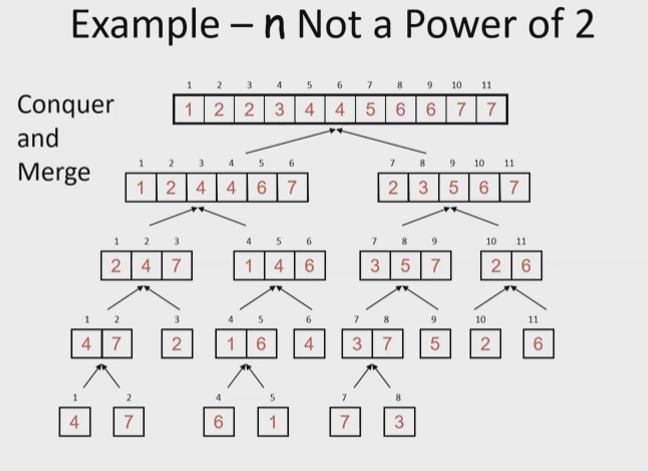 Example – n Not a Power of 2
Conquer
and
Merge
1 2 3 4 5 6 7 8 9 10 11
1 2 2 3 4 4 5 6 6 7 7
1 2 3 4 5 6 7 8 9 10 11
1 2 4 4 6 7 2 3 5 6 7
1 2 3 4 5 6 7 8 9 10 11
2 4 7 1 4 6 3 5 7 2 6
1 2 3 4 5 6 7 8 9 10 11
4 7 2 1 6 4 3 7 5 2 6
1 2 4 5 7 8
4 7 6 1 7 3